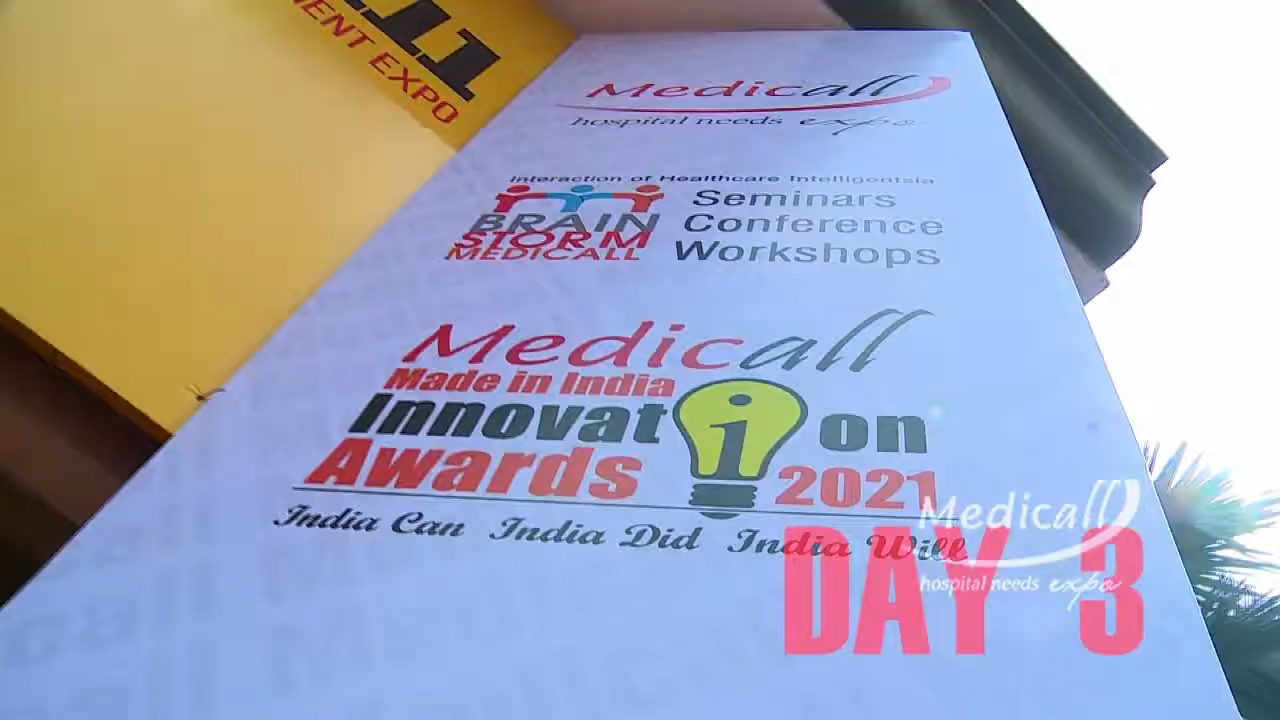 MENT EXPO
Medicall
hospital needs expo
Interaction of Healthcare Intelligentsia
BRAIN
STORM
MEDICALL
Seminars
Conference
Workshops
Medicall
Made in India
Innovation
Awards 2021
India Can India Did India Will
Medicall
hospital needs expo
DAY 3